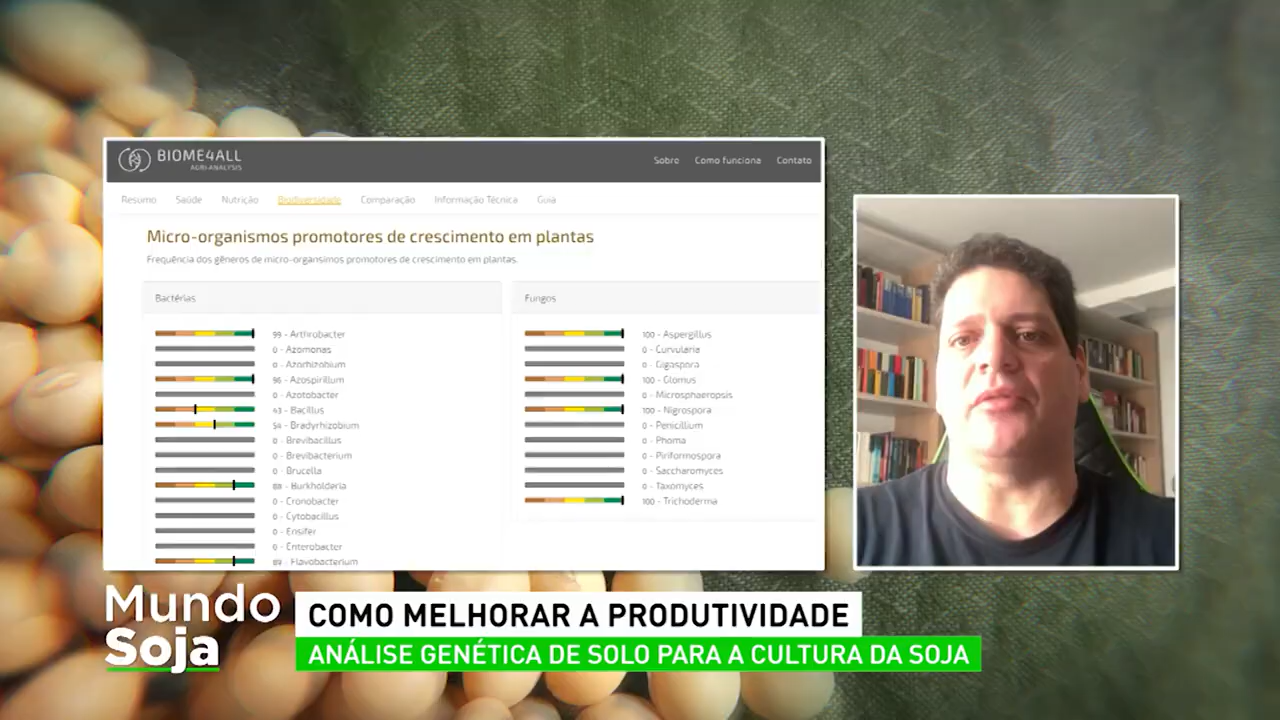 BIOME4ALL
AGRI-ANALYSIS
Sobre Como funciona Contato
Resumo Saúde Nutrição Biodiversidade Comparação Informação Técnica Guia
Micro-organismos promotores de crescimento em plantas
Frequência dos gêneros de micro-organsimos promotores de crescimento em plantas.
Bactérias
99 - Arthrobacter
0 - Azomonas
0 - Azorhizobium
96 - Azospirillum
0 - Azotobacter
43 - Bacillus
54 - Bradyrhizobium
0 - Brevibacillus
0 - Brevibacterium
0 - Brucella
88 - Burkholderia
0 - Cronobacter
0 - Cytobacillus
0 - Ensifer
0 - Enterobacter
89 - Flavobacterium
Fungos
100 - Aspergillus
0 - Curvularia
0 - Gigaspora
100 - Glomus
0 - Microsphaeropsis
100 - Nigrospora
0 - Penicillium
0 - Phoma
0 - Piriformospora
0 - Saccharomyces
0 - Taxomyces
100 - Trichoderma
Mundo
Soja
COMO MELHORAR A PRODUTIVIDADE
ANÁLISE GENÉTICA DE SOLO PARA A CULTURA DA SOJA